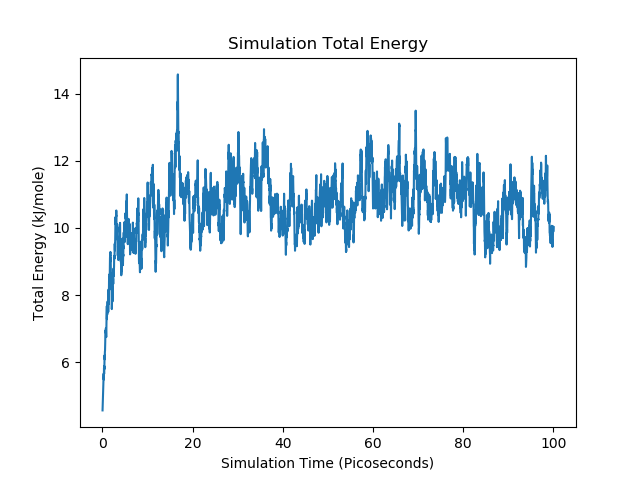 Simulation Total Energy
Total Energy (kJ/mole)
14
12
10
8
6
0 20 40 60 80 100
Simulation Time (Picoseconds)